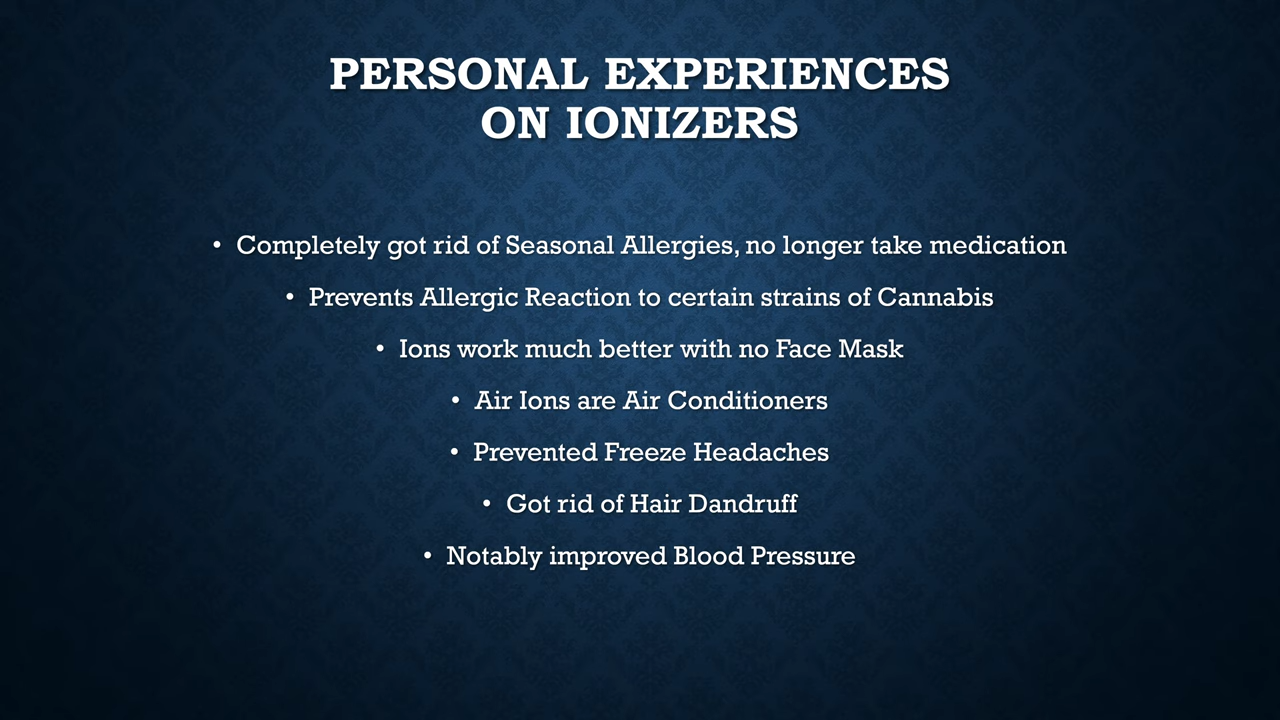 PERSONAL EXPERIENCES
ON IONIZERS
• Completely got rid of Seasonal Allergies, no longer take medication
• Prevents Allergic Reaction to certain strains of Cannabis
• Ions work much better with no Face Mask
• Air Ions are Air Conditioners
• Prevented Freeze Headaches
• Got rid of Hair Dandruff
• Notably improved Blood Pressure